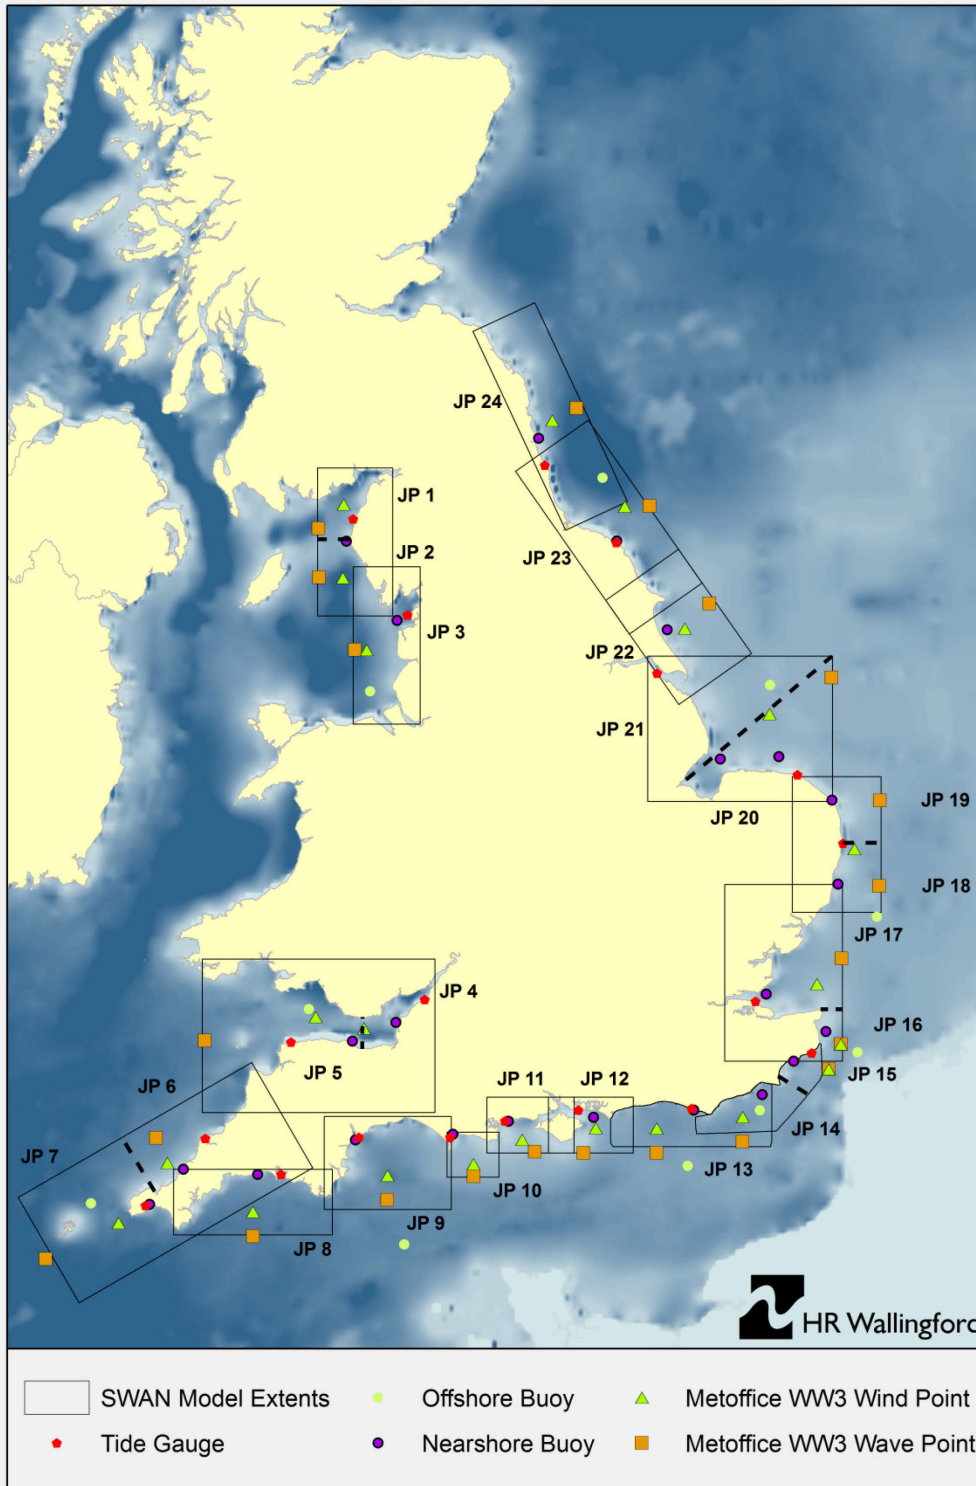 JP 24
JP 1
JP 2
JP 23
JP 3
JP 22
JP 21
JP 20
JP 19
JP 18
JP 17
JP 4
JP 16
JP 5
JP 15
JP 6
JP 11
JP 12
JP 14
JP 7
JP 13
JP 10
JP 9
JP 8
HR Wallingford
SWAN Model Extents
Offshore Buoy
Metoffice WW3 Wind Point
Tide Gauge
Nearshore Buoy
Metoffice WW3 Wave Point